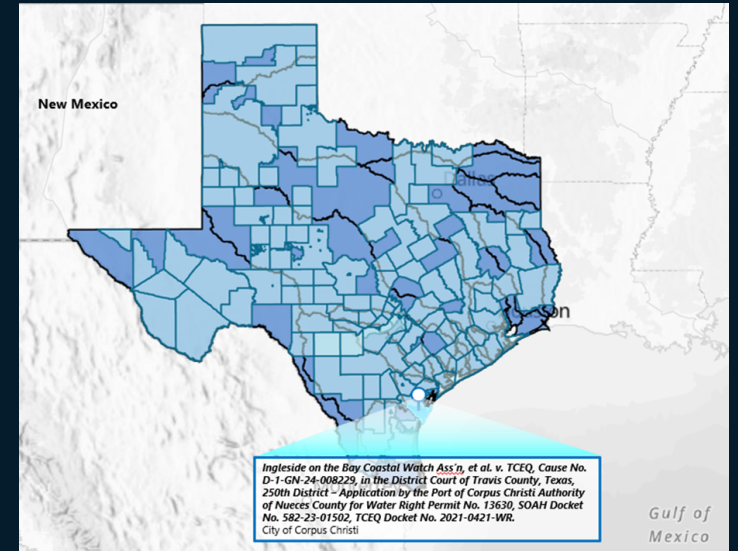 New Mexico
Dallas
Ingleside on the Bay Coastal Watch Ass'n, et al. v. TCEQ, Cause No.
D-1-GN-24-008229, in the District Court of Travis County, Texas,
250th District – Application by the Port of Corpus Christi Authority
of Nueces County for Water Right Permit No. 13630, SOAH Docket
No. 582-23-01502, TCEQ Docket No. 2021-0421-WR.
City of Corpus Christi
Gulf of
Mexico